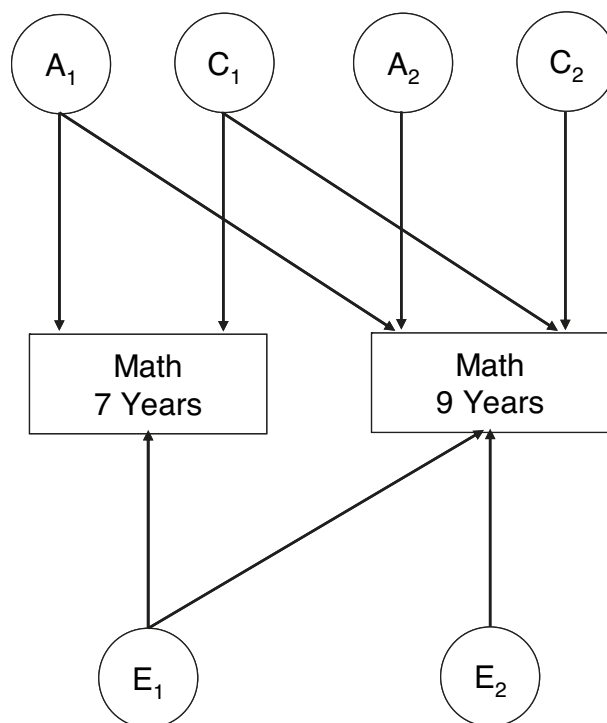 A₁ C₁ A₂ C₂
Math
7 Years
Math
9 Years
E₁ E₂